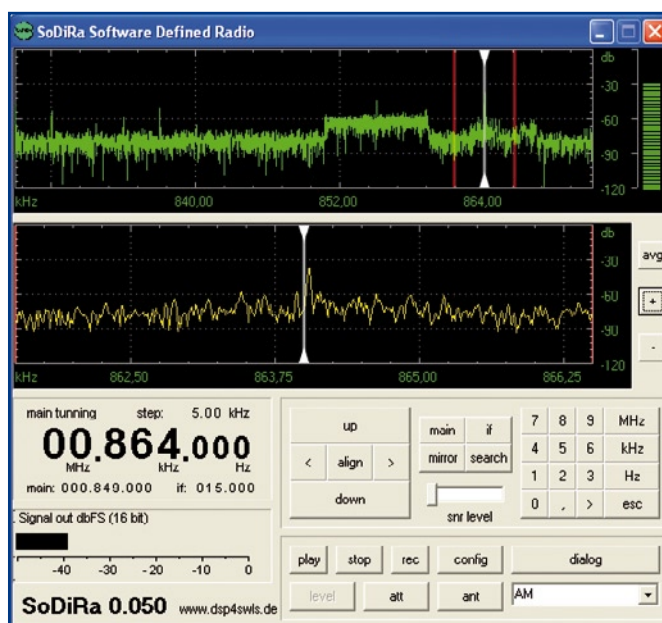 SoDiRa Software Defined Radio
db
-30
-60
-90
-120
kHz 840,00 852,00 864,00
db
-30
-60
-90
-120
kHz 862,50 863,75 865,00 866,25
avg
+
-
main tunning step: 5.00 kHz
00.864.000
MHz kHz Hz
main: 000.849.000 if: 015.000
Signal out dbFS (16 bit)
-40 -30 -20 -10 0
SoDiRa 0.050 www.dsp4swls.de
up
< align >
down
main if
mirror search
snr level
7 8 9 MHz
4 5 6 kHz
1 2 3 Hz
0 , > esc
play stop rec config dialog
level att ant AM